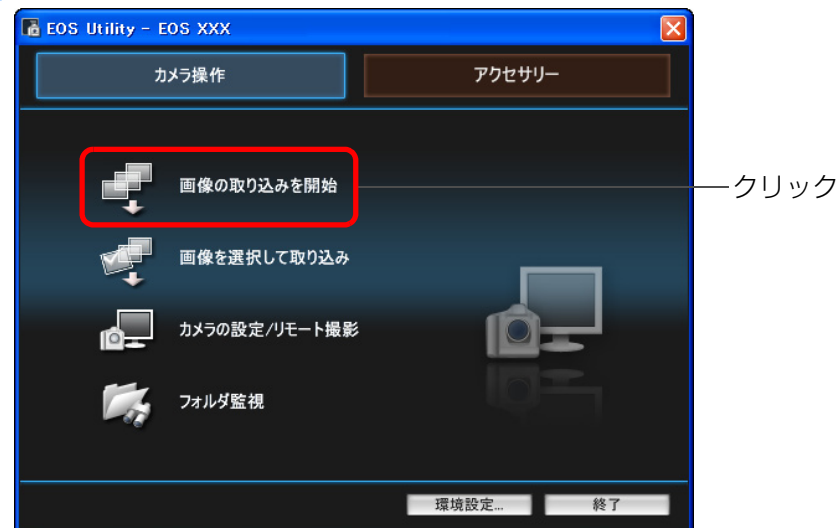 EOS Utility - EOS XXX
カメラ操作
アクセサリー
画像の取り込みを開始
クリック
画像を選択して取り込み
カメラの設定/リモート撮影
フォルダ監視
環境設定...
終了